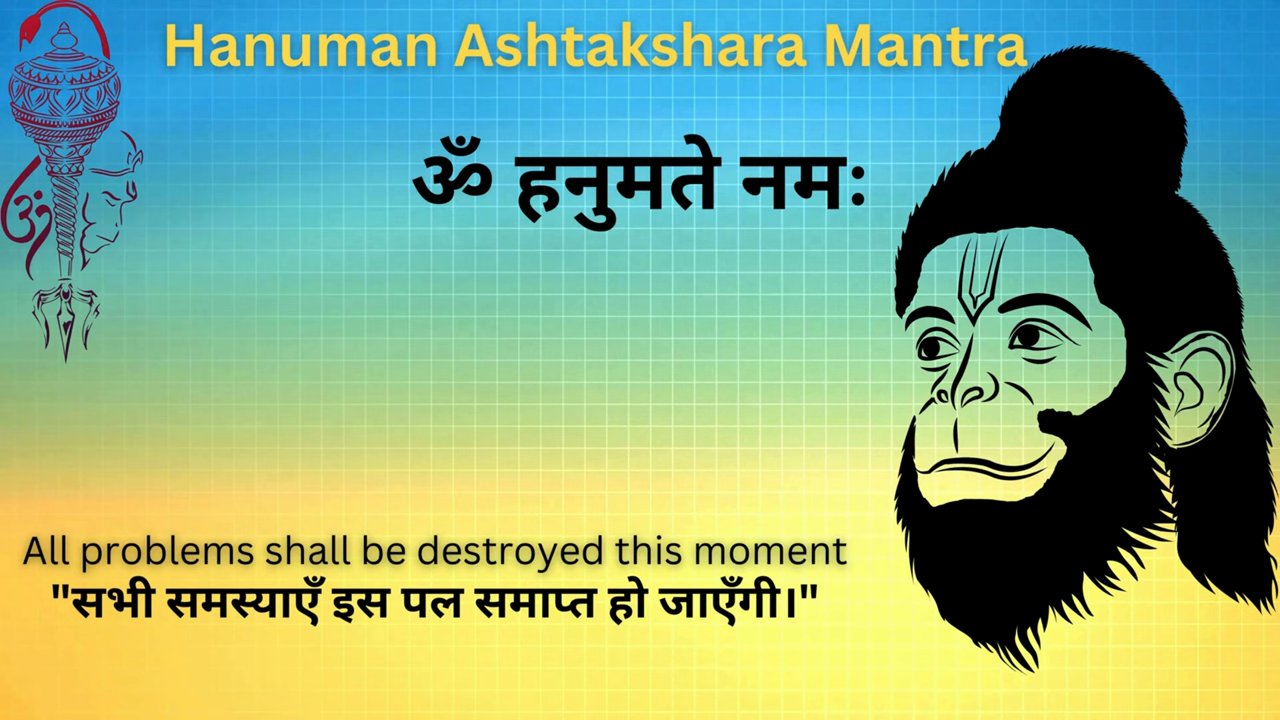 Hanuman Ashtakshara Mantra
ॐ हनुमते नमः
ॐ
All problems shall be destroyed this moment
"सभी समस्याएँ इस पल समाप्त हो जाएँगी।"